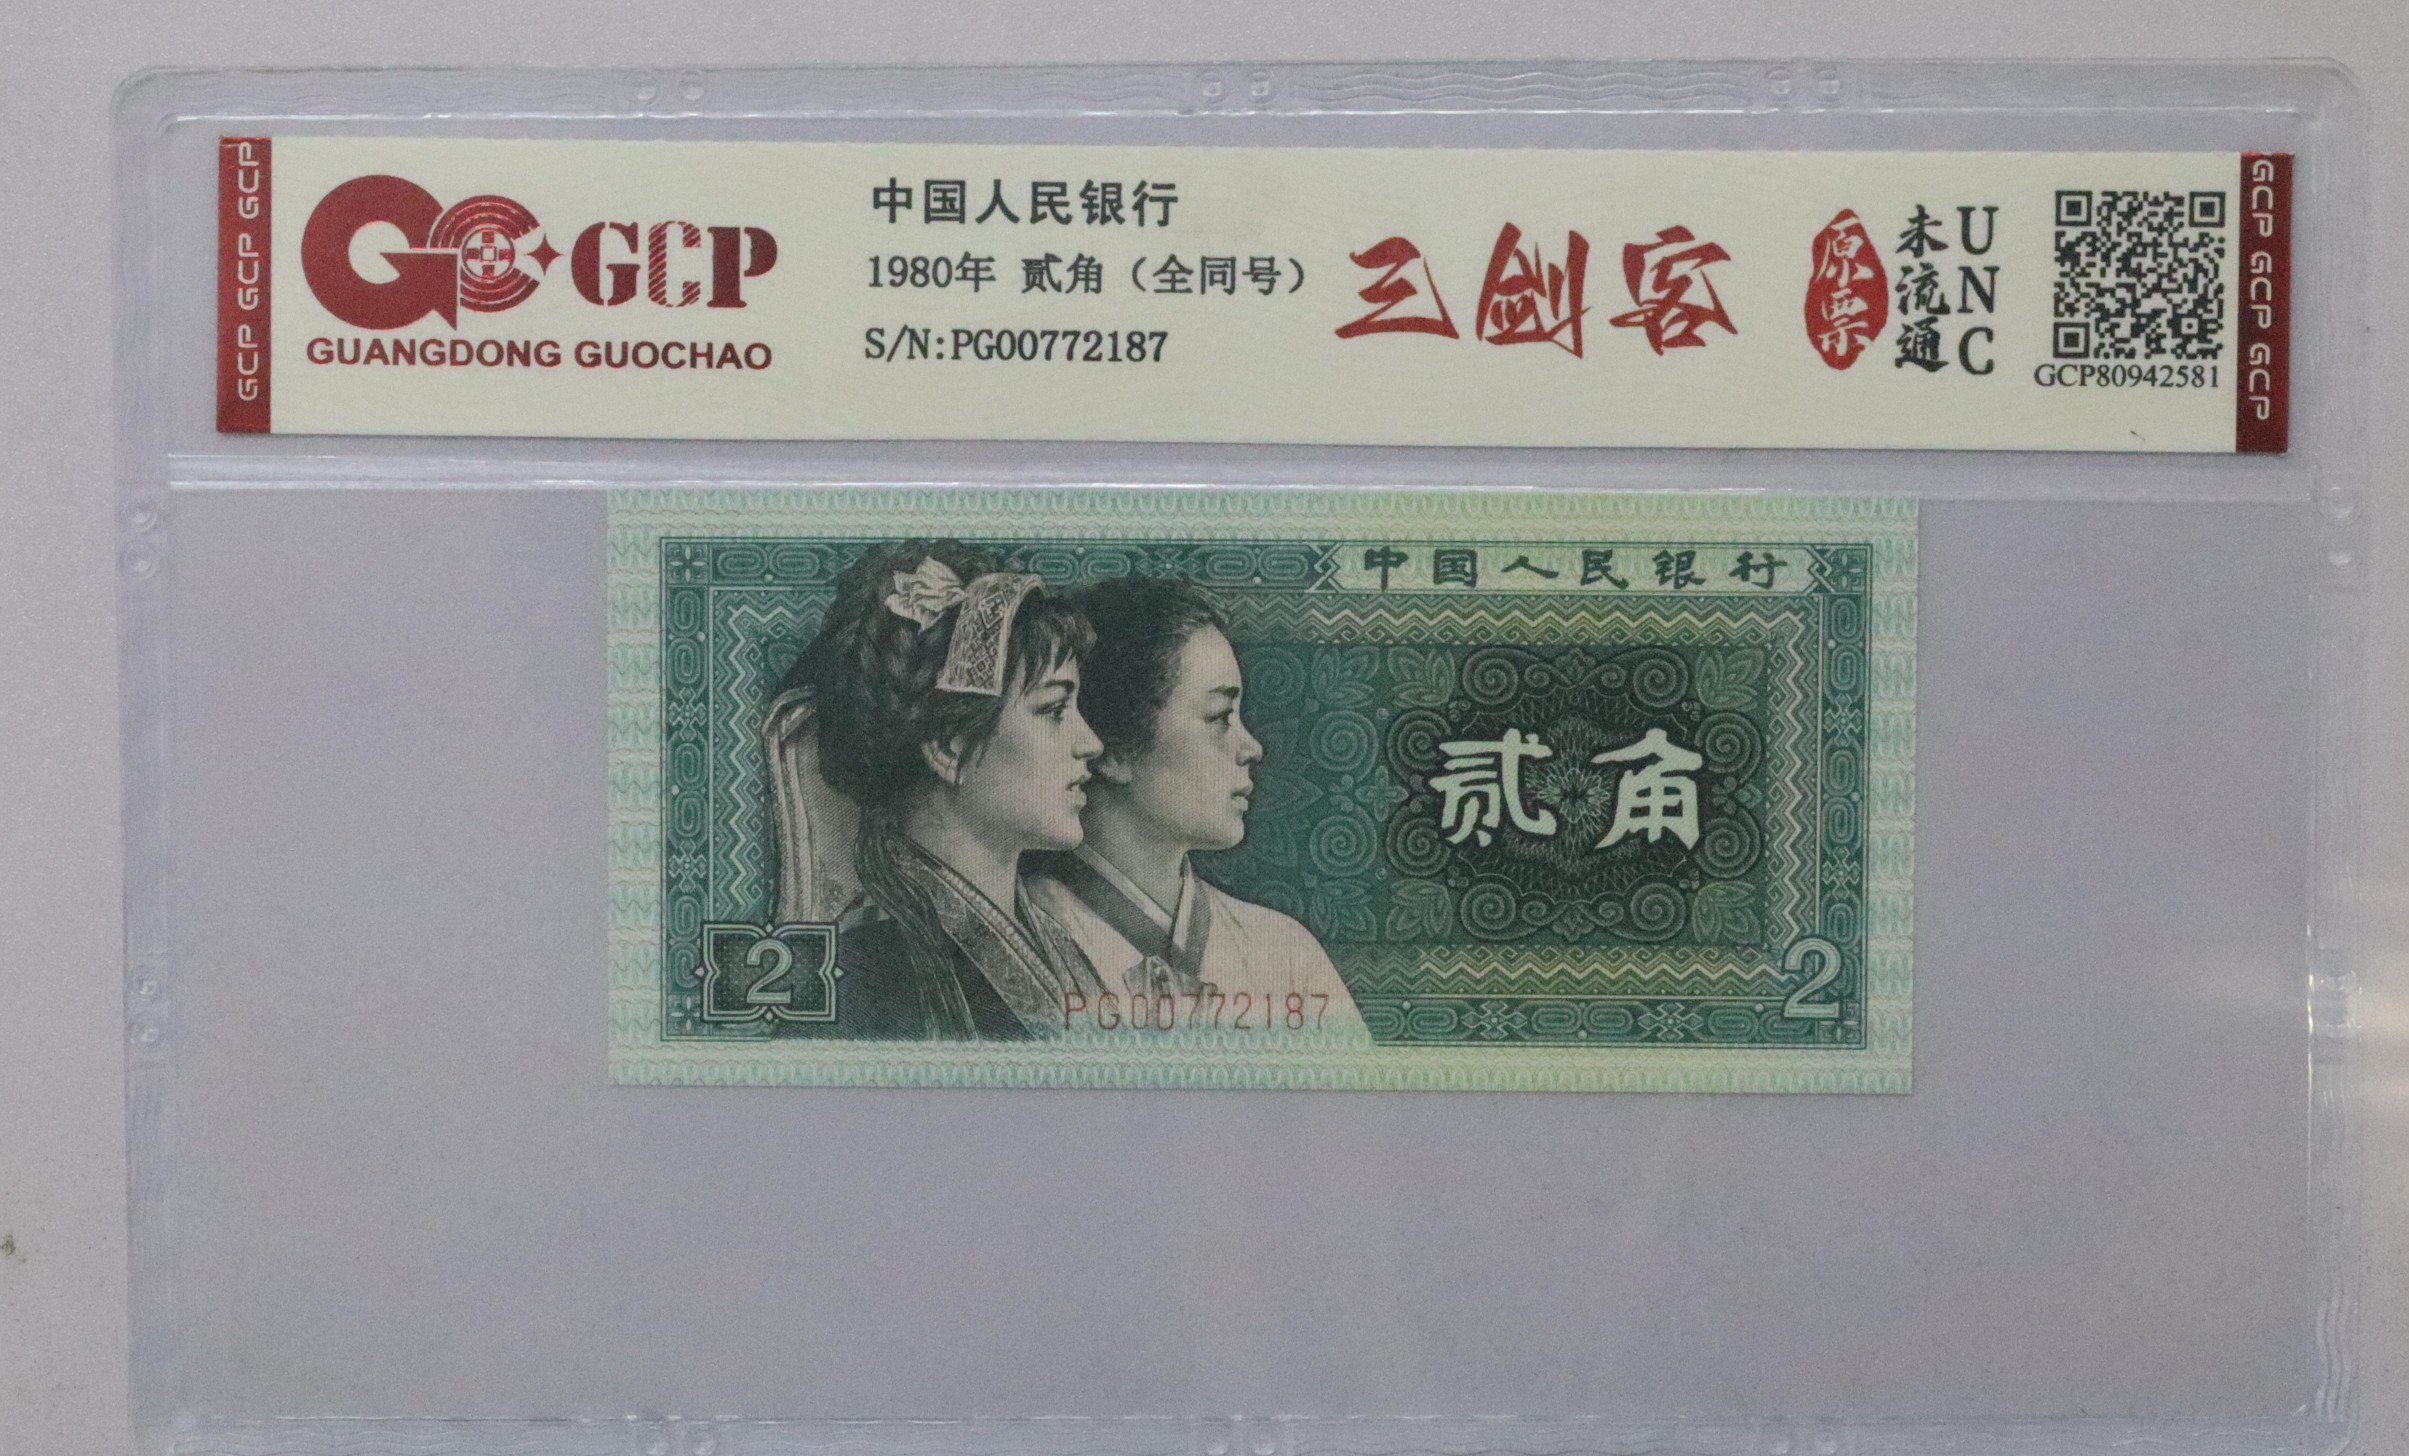 GCP GCP GCP
GCP
GUANGDONG GUOCHAO
中国人民银行
1980年 贰角（全同号）
S/N:PG00772187
三剑客
原票
未流通
UNC
GCP80942581
GCP GCP GCP
中国人民银行
贰角
2
2
PG00772187